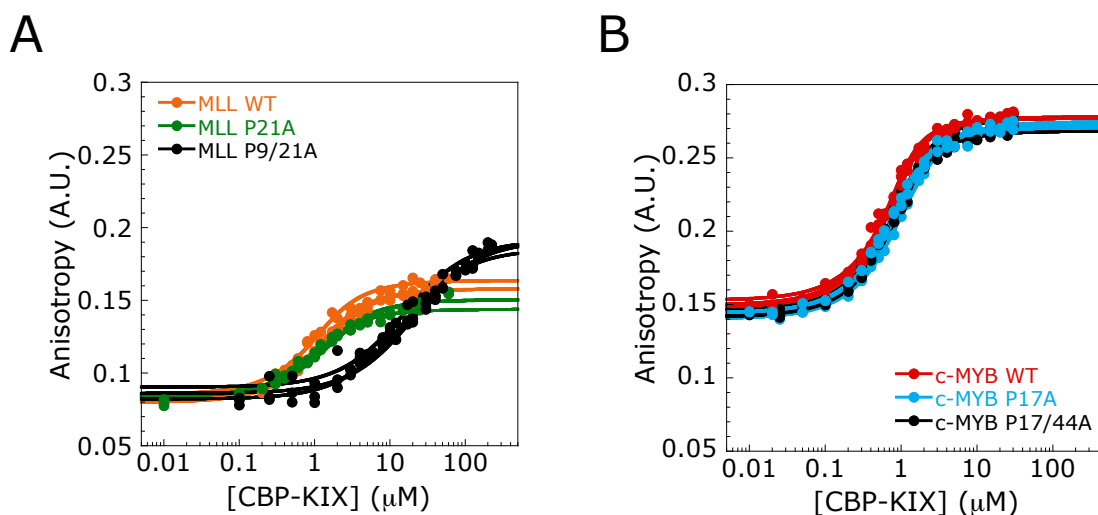 A
Anisotropy (A.U.)
0.3
0.25
0.2
0.15
0.1
0.05
MLL WT
MLL P21A
MLL P9/21A
0.01 0.1 1 10 100
[CBP-KIX] (μM)
B
Anisotropy (A.U.)
0.3
0.25
0.2
0.15
0.1
0.05
c-MYB WT
c-MYB P17A
c-MYB P17/44A
0.01 0.1 1 10 100
[CBP-KIX] (μM)